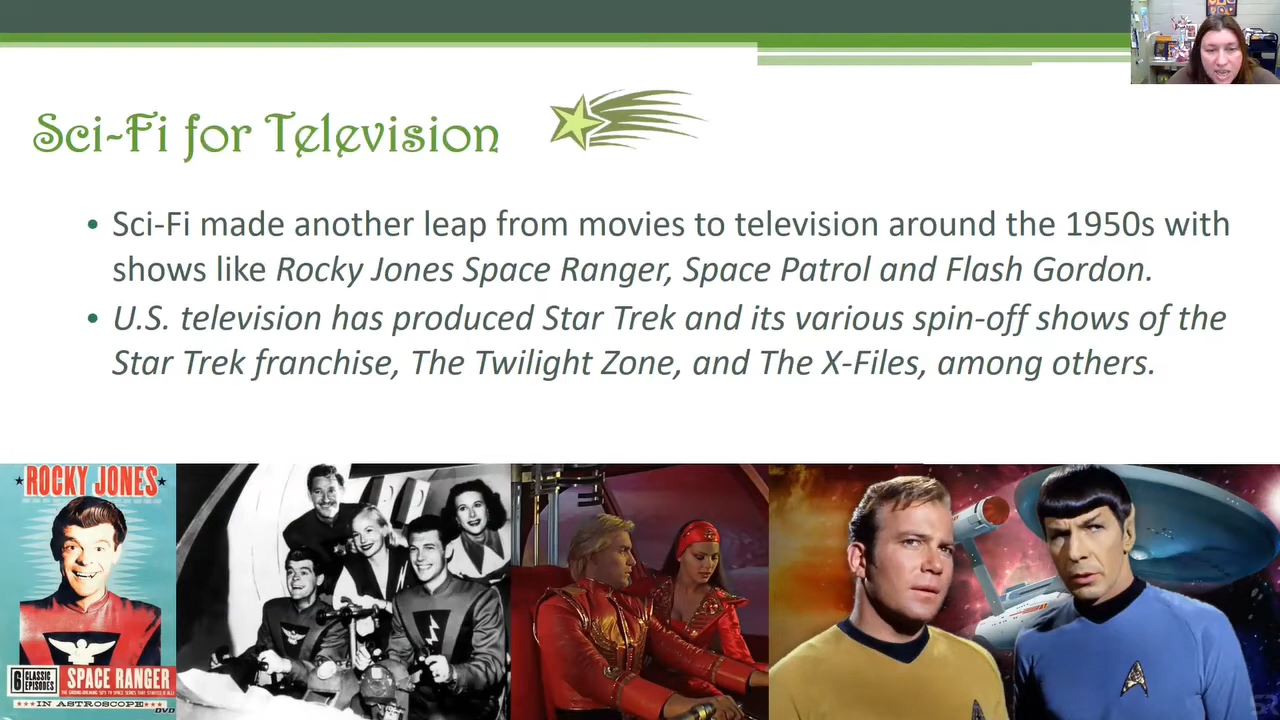 Sci-Fi for Television
• Sci-Fi made another leap from movies to television around the 1950s with
shows like Rocky Jones Space Ranger, Space Patrol and Flash Gordon.
• U.S. television has produced Star Trek and its various spin-off shows of the
Star Trek franchise, The Twilight Zone, and The X-Files, among others.
ROCKY JONES
6 CLASSIC EPISODES
SPACE RANGER
IN ASTROSCOPE
DVD